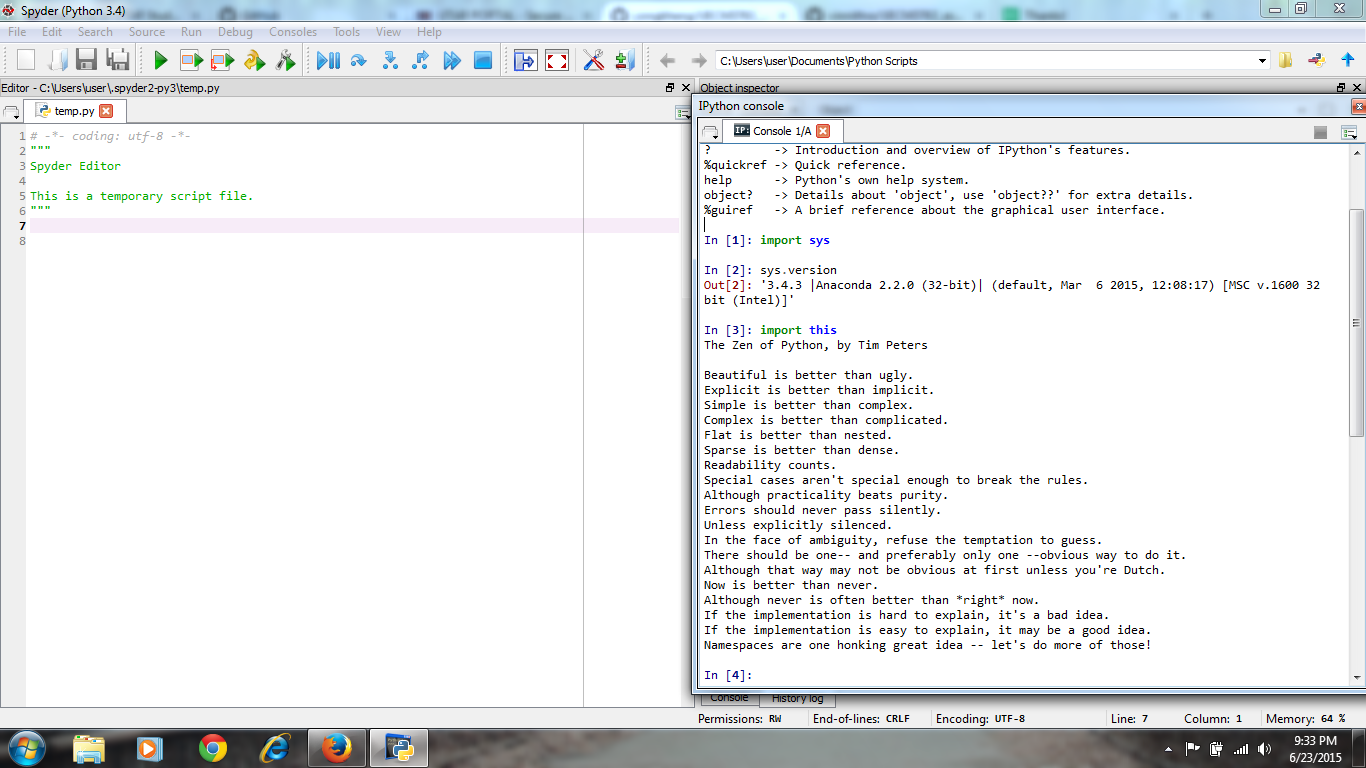 Spyder (Python 3.4)
File Edit Search Source Run Debug Consoles Tools View Help
C:\Users\user\Documents\Python Scripts
Editor - C:\Users\user\.spyder2-py3\temp.py
temp.py
1 # -*- coding: utf-8 -*-
2 """
3 Spyder Editor
4
5 This is a temporary script file.
6 """
7
8
Object inspector
IPython console
IP: Console 1/A
? -> Introduction and overview of IPython's features.
%quickref -> Quick reference.
help -> Python's own help system.
object? -> Details about 'object', use 'object??' for extra details.
%guiref -> A brief reference about the graphical user interface.
In [1]: import sys
In [2]: sys.version
Out[2]: '3.4.3 |Anaconda 2.2.0 (32-bit)| (default, Mar  6 2015, 12:08:17) [MSC v.1600 32
bit (Intel)]'
In [3]: import this
The Zen of Python, by Tim Peters
Beautiful is better than ugly.
Explicit is better than implicit.
Simple is better than complex.
Complex is better than complicated.
Flat is better than nested.
Sparse is better than dense.
Readability counts.
Special cases aren't special enough to break the rules.
Although practicality beats purity.
Errors should never pass silently.
Unless explicitly silenced.
In the face of ambiguity, refuse the temptation to guess.
There should be one-- and preferably only one --obvious way to do it.
Although that way may not be obvious at first unless you're Dutch.
Now is better than never.
Although never is often better than *right* now.
If the implementation is hard to explain, it's a bad idea.
If the implementation is easy to explain, it may be a good idea.
Namespaces are one honking great idea -- let's do more of those!
In [4]:
Console History log
Permissions: RW End-of-lines: CRLF Encoding: UTF-8 Line: 7 Column: 1 Memory: 64 %
9:33 PM
6/23/2015